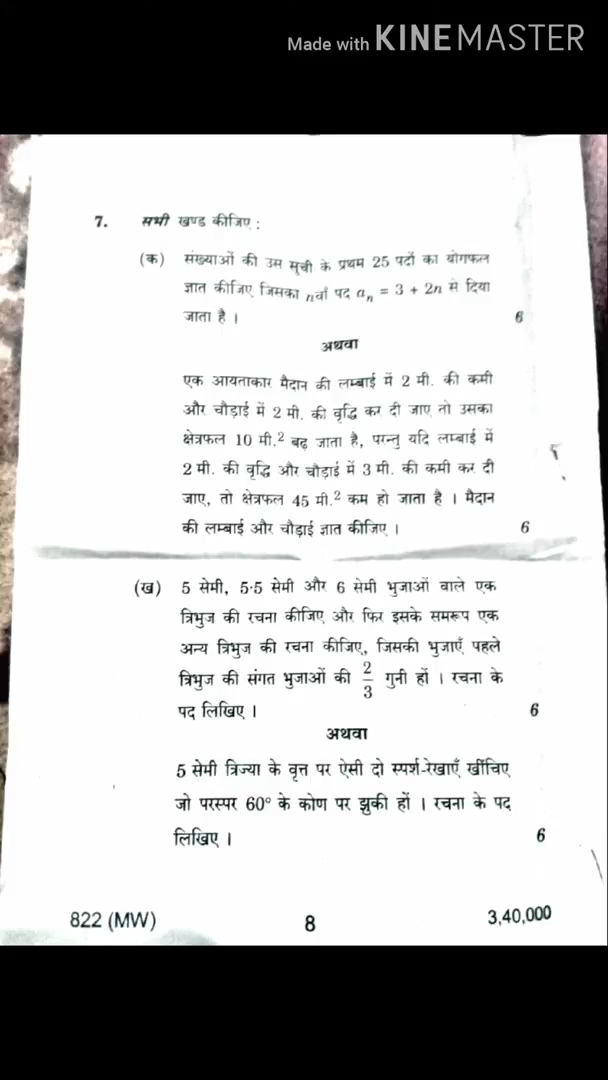 Made with KINEMASTER
7. सभी खण्ड कीजिए :
(क) संख्याओं की उस सूची के प्रथम 25 पदों का योगफल
ज्ञात कीजिए जिसका nवाँ पद aₙ = 3 + 2n से दिया
जाता है । 6
अथवा
एक आयताकार मैदान की लम्बाई में 2 मी. की कमी
और चौड़ाई में 2 मी. की वृद्धि कर दी जाए तो उसका
क्षेत्रफल 10 मी.² बढ़ जाता है, परन्तु यदि लम्बाई में
2 मी. की वृद्धि और चौड़ाई में 3 मी. की कमी कर दी
जाए, तो क्षेत्रफल 45 मी.² कम हो जाता है । मैदान
की लम्बाई और चौड़ाई ज्ञात कीजिए । 6
(ख) 5 सेमी, 5·5 सेमी और 6 सेमी भुजाओं वाले एक
त्रिभुज की रचना कीजिए और फिर इसके समरूप एक
अन्य त्रिभुज की रचना कीजिए, जिसकी भुजाएँ पहले
त्रिभुज की संगत भुजाओं की 2/3 गुनी हों । रचना के
पद लिखिए । 6
अथवा
5 सेमी त्रिज्या के वृत्त पर ऐसी दो स्पर्श-रेखाएँ खींचिए
जो परस्पर 60° के कोण पर झुकी हों । रचना के पद
लिखिए । 6
822 (MW) 8 3,40,000